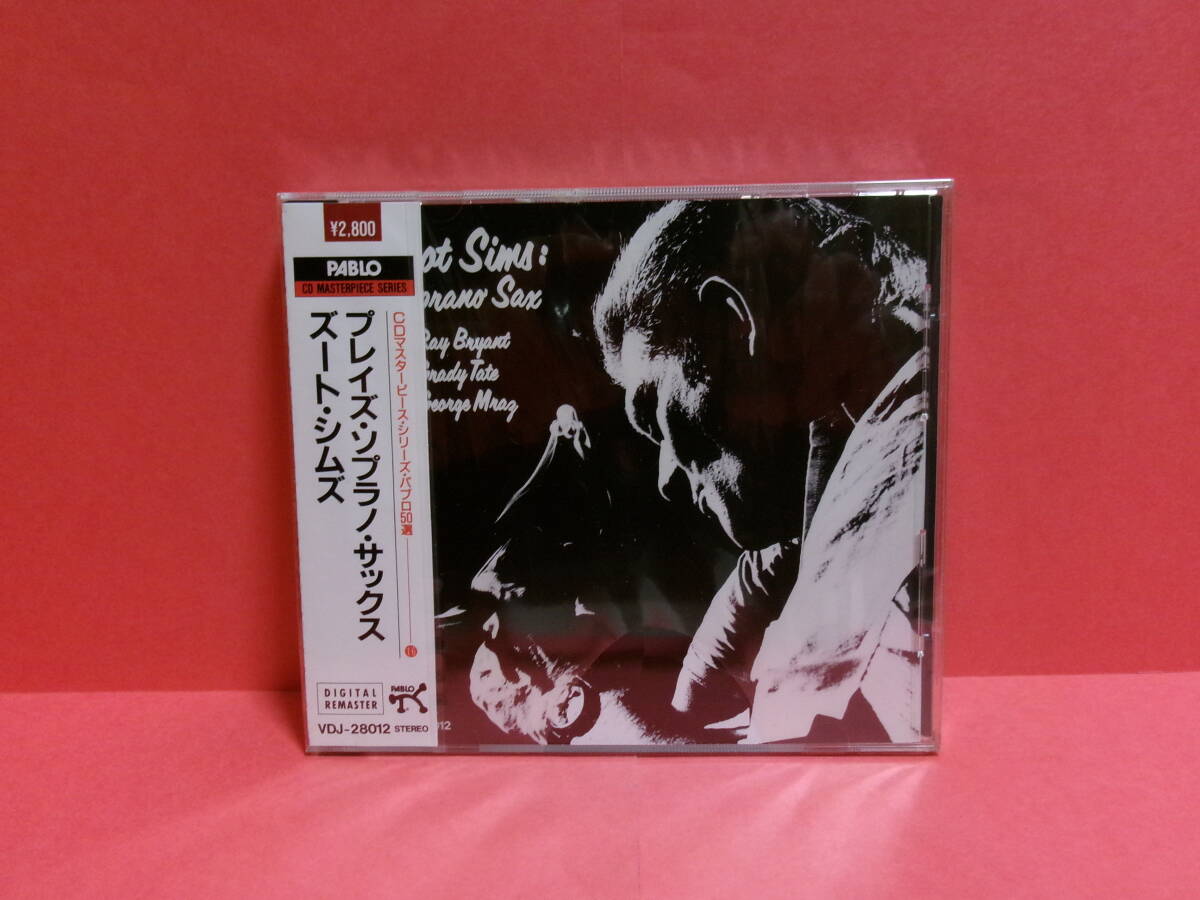 ¥2,800
PABLO
CD MASTERPIECE SERIES
CDマスターピース・シリーズ・パブロ50選
プレイズ・ソプラノ・サックス
ズート・シムズ
DIGITAL
REMASTER
PABLO
VDJ-28012 STEREO
ot Sims:
prano Sax
Ray Bryant
Grady Tate
George Mraz
12